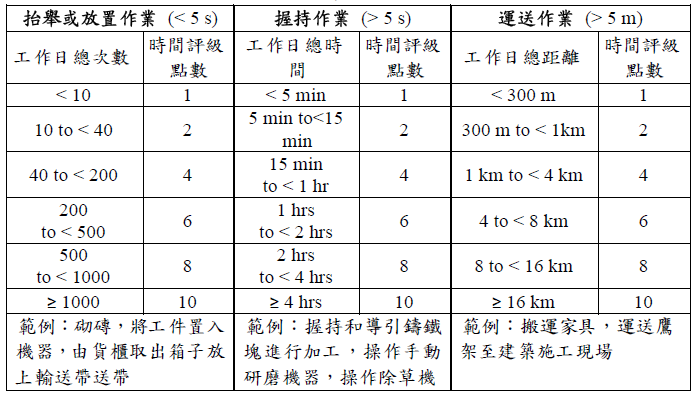 抬舉或放置作業 (< 5 s) 握持作業 (> 5 s) 運送作業 (> 5 m)
工作日總次數 時間評級點數 工作日總時間 時間評級點數 工作日總距離 時間評級點數
< 10 1 < 5 min 1 < 300 m 1
10 to < 40 2 5 min to<15 min 2 300 m to < 1km 2
40 to < 200 4 15 min to < 1 hr 4 1 km to < 4 km 4
200 to < 500 6 1 hrs to < 2 hrs 6 4 to < 8 km 6
500 to < 1000 8 2 hrs to < 4 hrs 8 8 to < 16 km 8
≥ 1000 10 ≥ 4 hrs 10 ≥ 16 km 10
範例：砌磚，將工件置入
機器，由貨櫃取出箱子放
上輸送帶送帶
範例：握持和導引鑄鐵
塊進行加工，操作手動
研磨機器，操作除草機
範例：搬運家具，運送鷹
架至建築施工現場